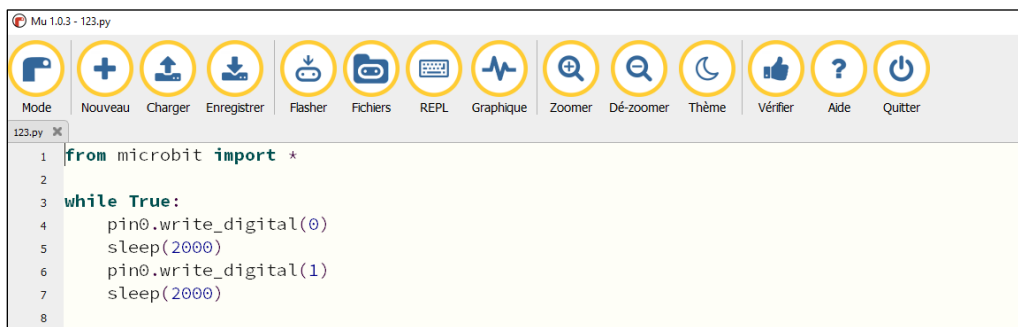 Mu 1.0.3 - 123.py
Mode Nouveau Charger Enregistrer Flasher Fichiers REPL Graphique Zoomer Dé-zoomer Thème Vérifier Aide Quitter
123.py
1 from microbit import *
2
3 while True:
4     pin0.write_digital(0)
5     sleep(2000)
6     pin0.write_digital(1)
7     sleep(2000)
8